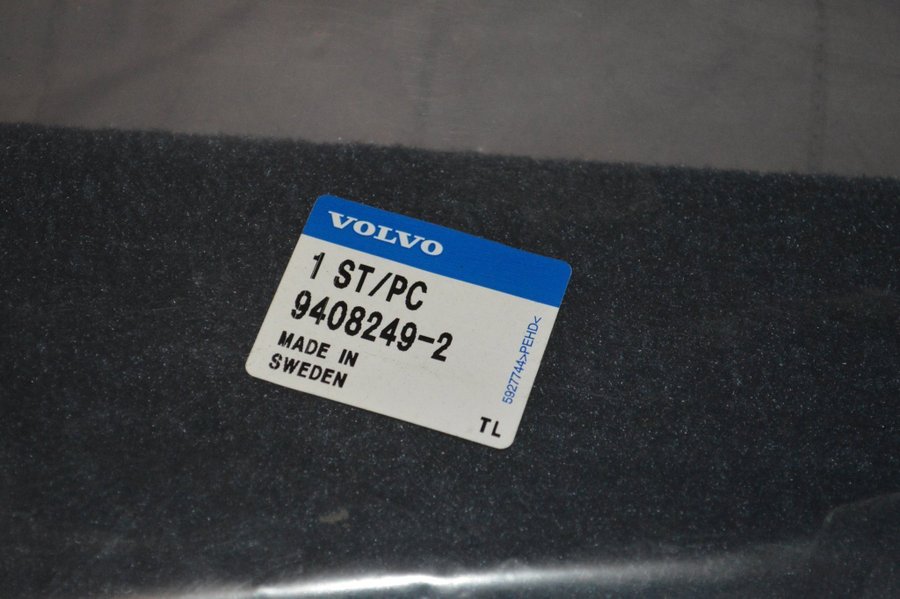 VOLVO
1 ST/PC
9408249-2
MADE IN
SWEDEN
5927744>PEHD<
TL